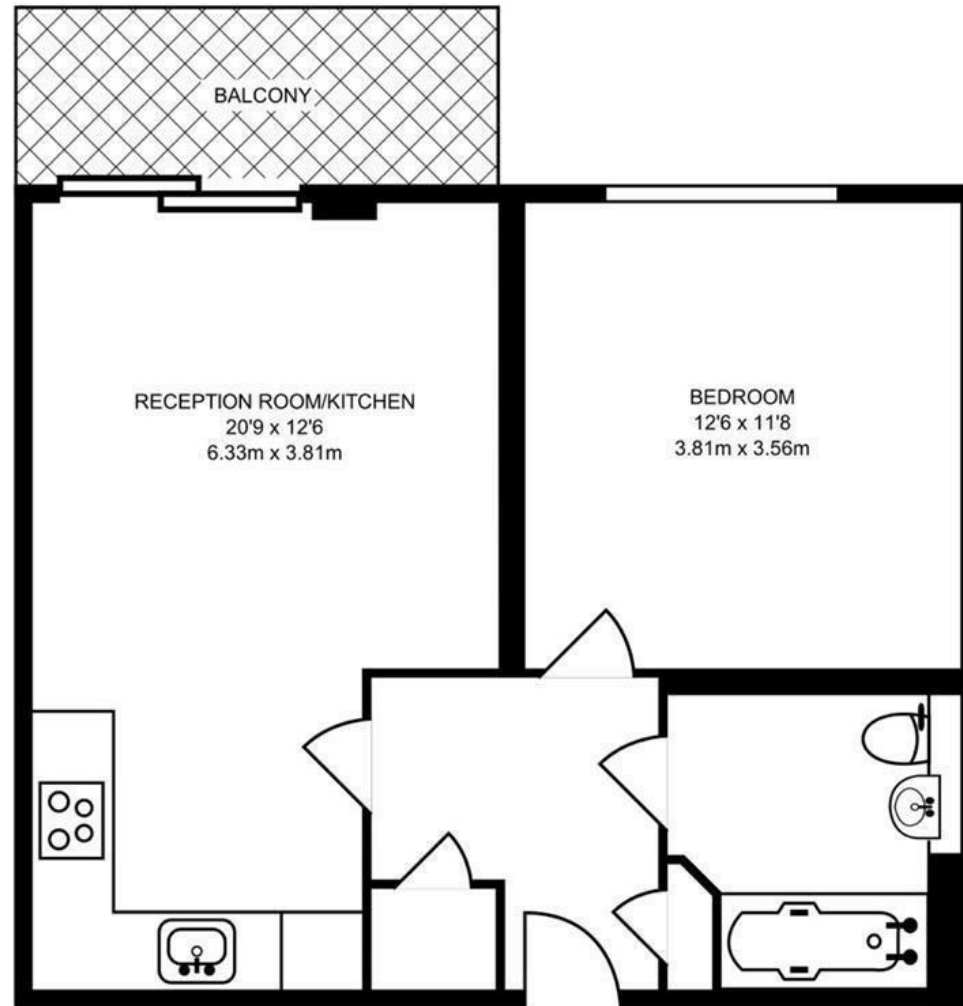 BALCONY
RECEPTION ROOM/KITCHEN
20'9 x 12'6
6.33m x 3.81m
BEDROOM
12'6 x 11'8
3.81m x 3.56m